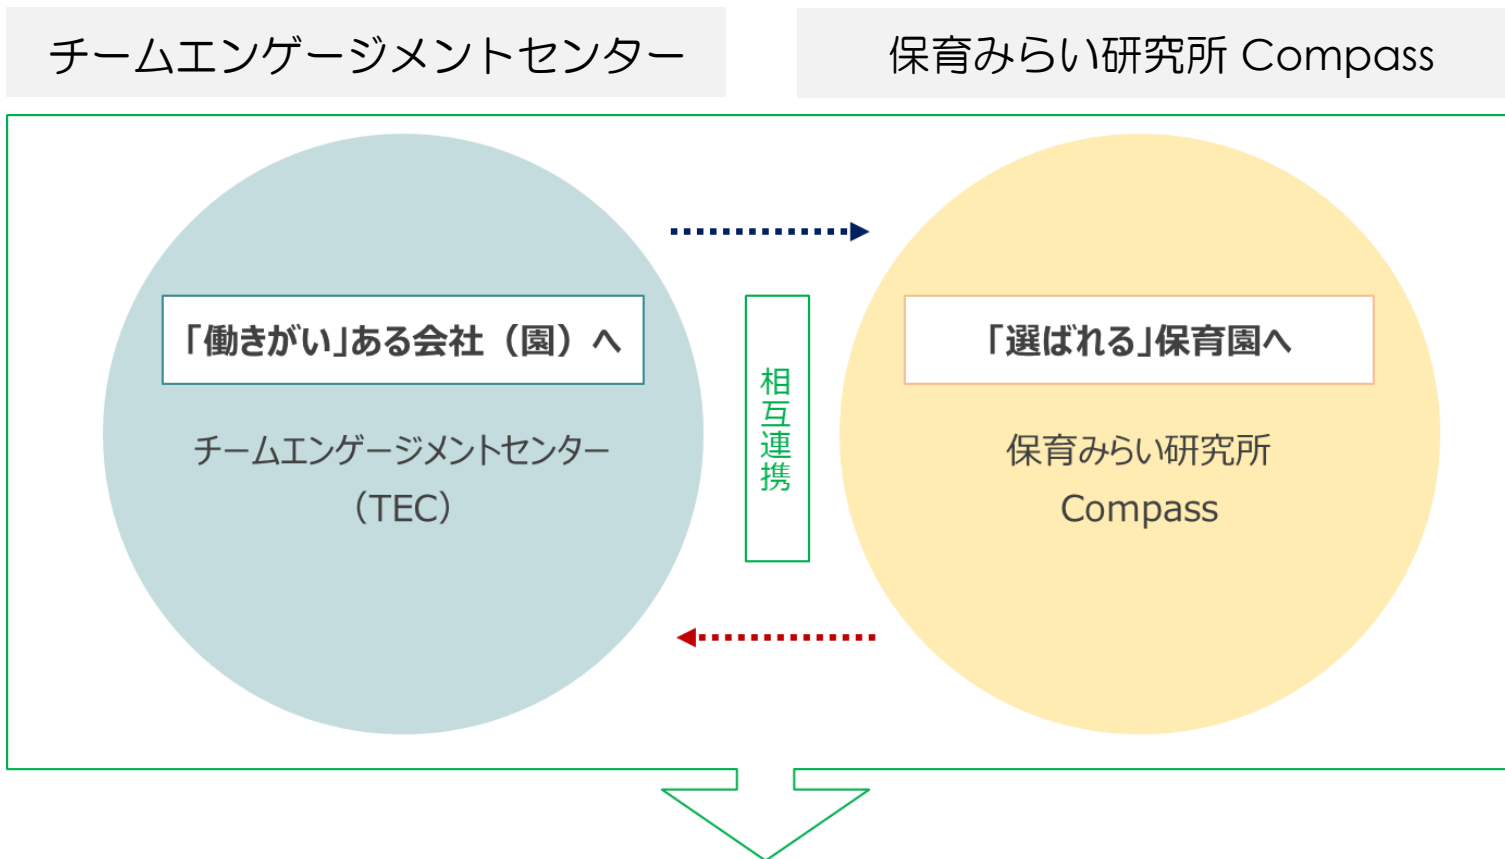 チームエンゲージメントセンター
保育みらい研究所 Compass
「働きがい」ある会社（園）へ
チームエンゲージメントセンター
（TEC）
相互連携
「選ばれる」保育園へ
保育みらい研究所
Compass